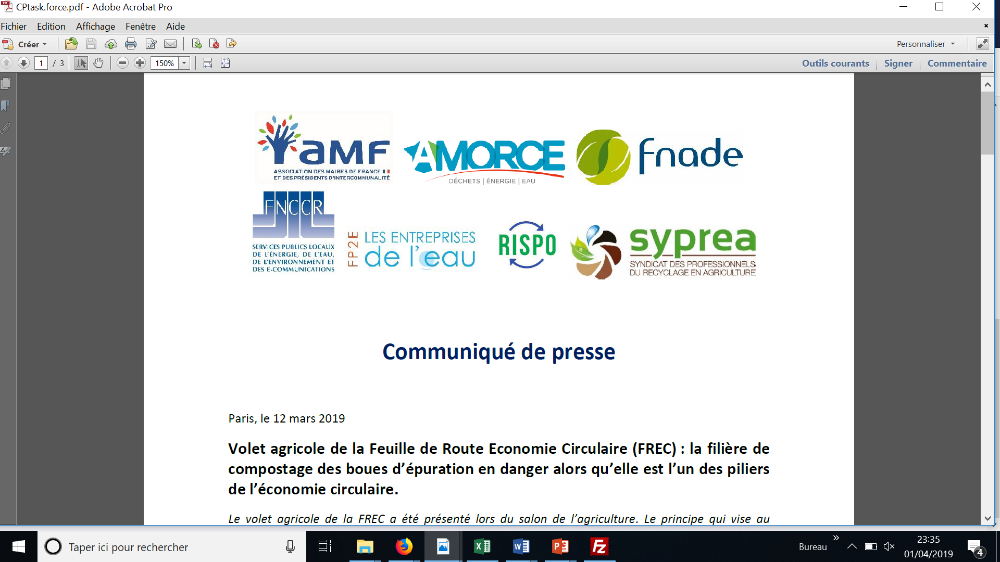 CPtask.force.pdf - Adobe Acrobat Pro
Fichier Edition Affichage Fenêtre Aide
Créer
Personnaliser
1 / 3
150%
Outils courants
Signer
Commentaire
aMF
ASSOCIATION DES MAIRES DE FRANCE
ET DES PRÉSIDENTS D'INTERCOMMUNALITÉ
AMORCE
DÉCHETS | ÉNERGIE | EAU
Fnade
FNCCR
SERVICES PUBLICS LOCAUX
DE L'ÉNERGIE, DE L'EAU,
DE L'ENVIRONNEMENT ET
DES E-COMMUNICATIONS
FP2E
LES ENTREPRISES
de l'eau
RISPO
syprea
SYNDICAT DES PROFESSIONNELS
DU RECYCLAGE EN AGRICULTURE
Communiqué de presse
Paris, le 12 mars 2019
Volet agricole de la Feuille de Route Economie Circulaire (FREC) : la filière de
compostage des boues d’épuration en danger alors qu’elle est l’un des piliers
de l’économie circulaire.
Le volet agricole de la FREC a été présenté lors du salon de l’agriculture. Le principe qui vise au
Taper ici pour rechercher
Bureau
23:35
01/04/2019
4